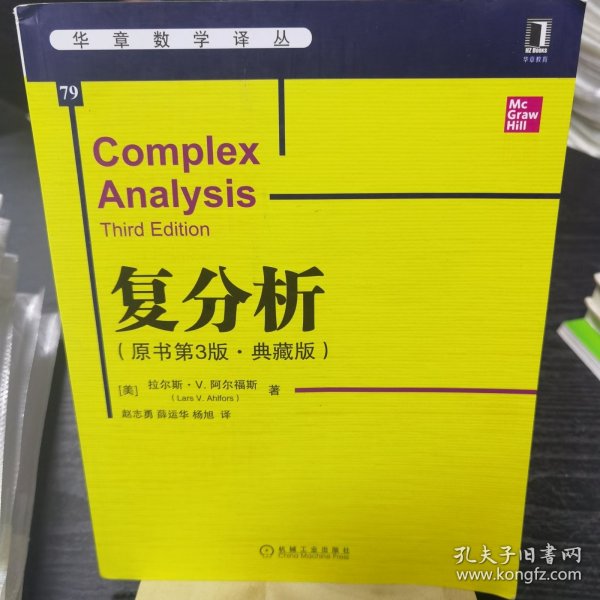 华章数学译丛
HZ Books
华章教育
79
Mc
Graw
Hill
Complex
Analysis
Third Edition
复分析
(原书第3版·典藏版)
[美] 拉尔斯·V. 阿尔福斯 著
(Lars V. Ahlfors)
赵志勇 薛运华 杨旭 译
机械工业出版社
China Machine Press
孔夫子旧书网
www.kongfz.com